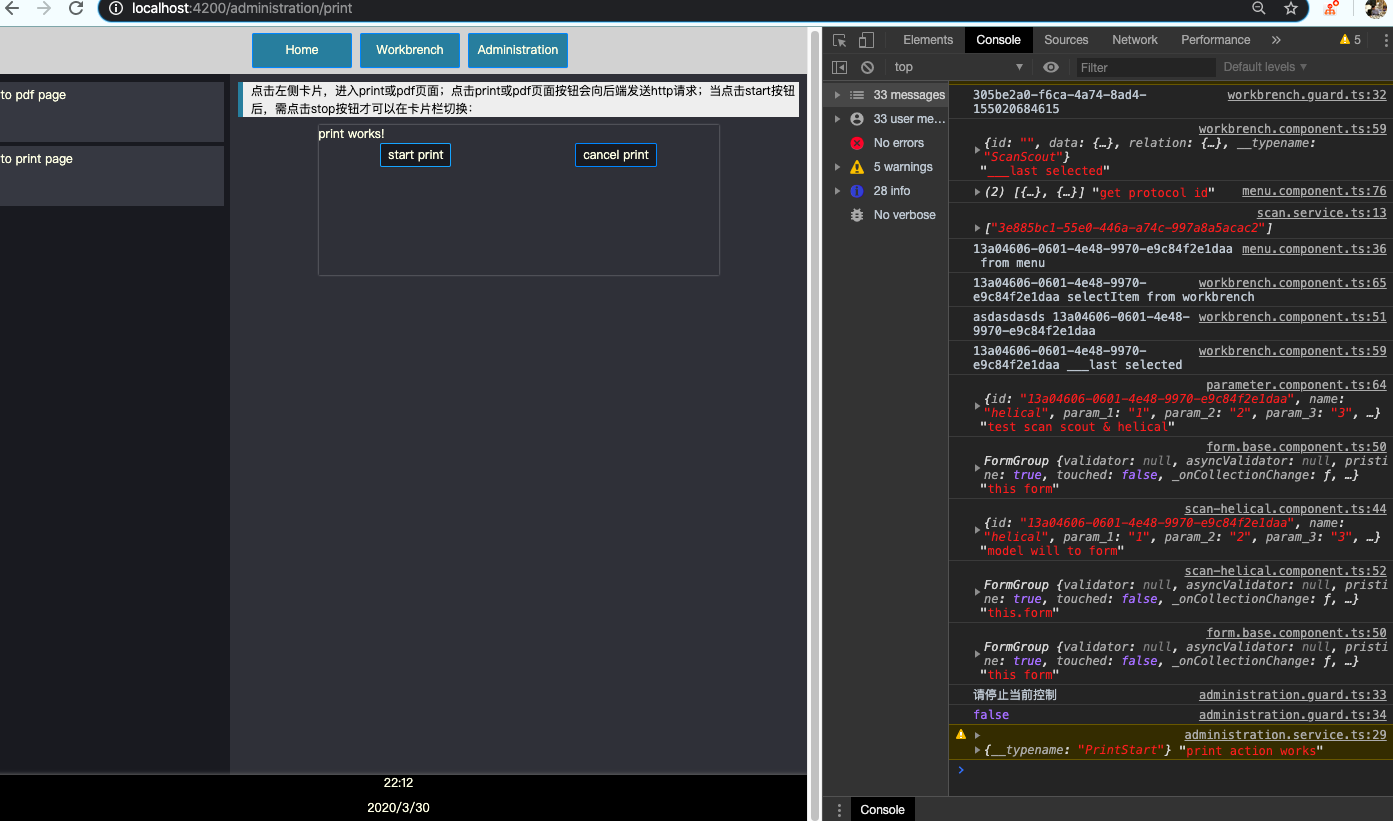 localhost:4200/administration/print
Home
Workbrench
Administration
to pdf page
to print page
点击左侧卡片，进入print或pdf页面；点击print或pdf页面按钮会向后端发送http请求；当点击start按钮
后，需点击stop按钮才可以在卡片栏切换：
print works!
start print
cancel print
22:12
2020/3/30
Elements
Console
Sources
Network
Performance
»
5
top
Filter
Default levels
33 messages
33 user me...
No errors
5 warnings
28 info
No verbose
305be2a0-f6ca-4a74-8ad4-
workbrench.guard.ts:32
155020684615
workbrench.component.ts:59
{id: "", data: {…}, relation: {…}, __typename:
"ScanScout"}
"___last selected"
(2) [{…}, {…}] "get protocol id"
menu.component.ts:76
scan.service.ts:13
["3e885bc1-55e0-446a-a74c-997a8a5acac2"]
13a04606-0601-4e48-9970-e9c84f2e1daa
menu.component.ts:36
from menu
13a04606-0601-4e48-9970-
workbrench.component.ts:65
e9c84f2e1daa selectItem from workbrench
asdasdasds 13a04606-0601-4e48-
workbrench.component.ts:51
9970-e9c84f2e1daa
13a04606-0601-4e48-9970-
workbrench.component.ts:59
e9c84f2e1daa ___last selected
parameter.component.ts:64
{id: "13a04606-0601-4e48-9970-e9c84f2e1daa", name:
"helical", param_1: "1", param_2: "2", param_3: "3", …}
"test scan scout & helical"
form.base.component.ts:50
FormGroup {validator: null, asyncValidator: null, pristi
ne: true, touched: false, _onCollectionChange: ƒ, …}
"this form"
scan-helical.component.ts:44
{id: "13a04606-0601-4e48-9970-e9c84f2e1daa", name:
"helical", param_1: "1", param_2: "2", param_3: "3", …}
"model will to form"
scan-helical.component.ts:52
FormGroup {validator: null, asyncValidator: null, pristi
ne: true, touched: false, _onCollectionChange: ƒ, …}
"this.form"
form.base.component.ts:50
FormGroup {validator: null, asyncValidator: null, pristi
ne: true, touched: false, _onCollectionChange: ƒ, …}
"this form"
请停止当前控制
administration.guard.ts:33
false
administration.guard.ts:34
administration.service.ts:29
{__typename: "PrintStart"} "print action works"
Console